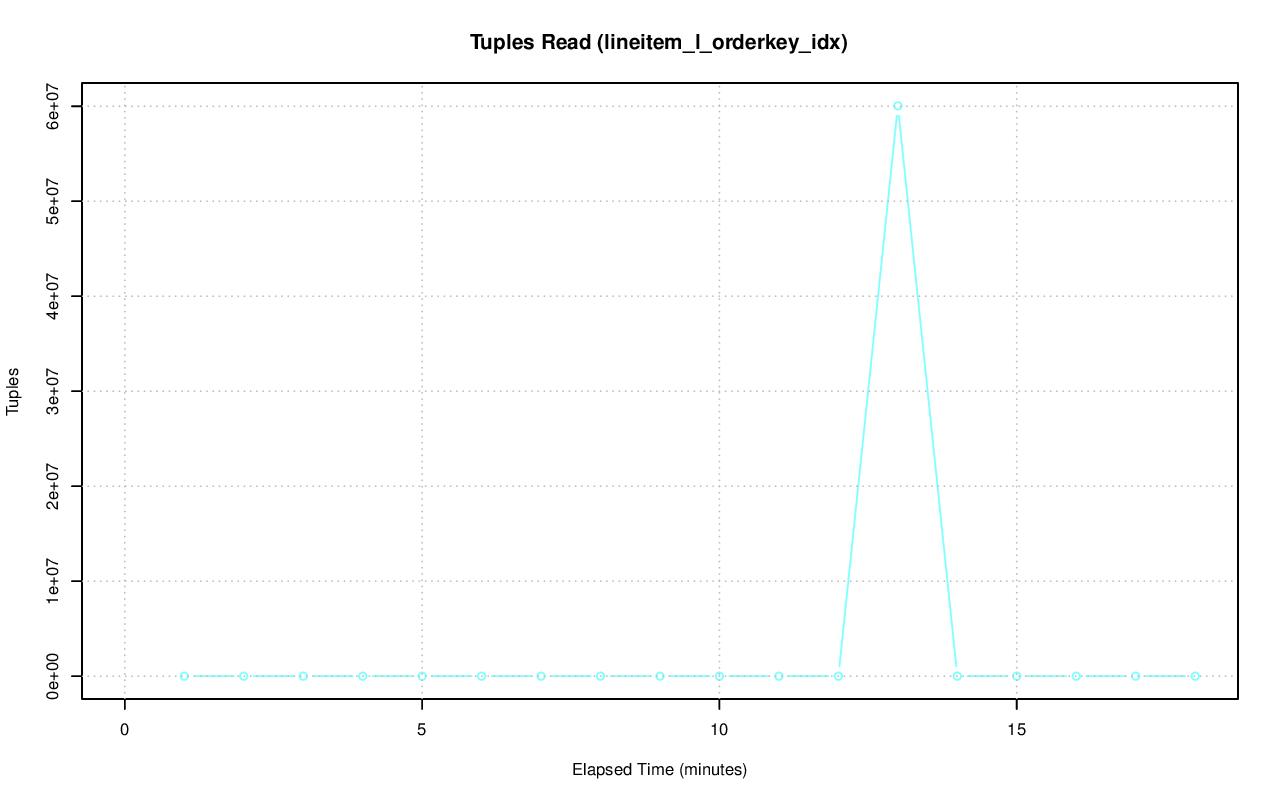 Tuples Read (lineitem_l_orderkey_idx)
6e+07
5e+07
4e+07
3e+07
2e+07
1e+07
0e+00
Tuples
0 5 10 15
Elapsed Time (minutes)